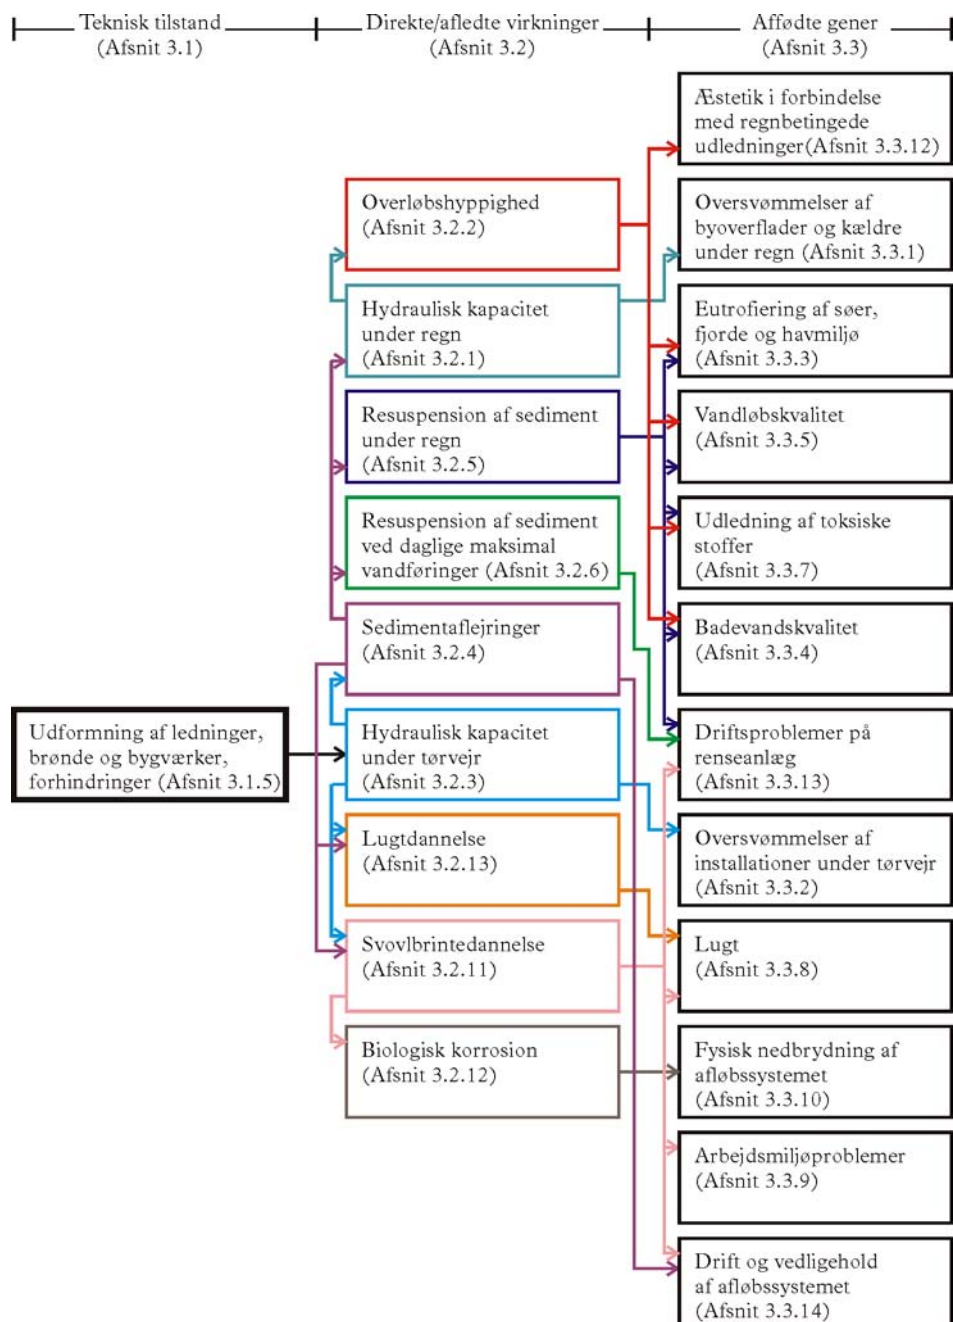 Teknisk tilstand
(Afsnit 3.1)
Direkte/afledte virkninger
(Afsnit 3.2)
Affødte gener
(Afsnit 3.3)
Udformning af ledninger,
brønde og bygværker,
forhindringer (Afsnit 3.1.5)
Overløbshyppighed
(Afsnit 3.2.2)
Hydraulisk kapacitet
under regn
(Afsnit 3.2.1)
Resuspension af sediment
under regn
(Afsnit 3.2.5)
Resuspension af sediment
ved daglige maksimal
vandføringer (Afsnit 3.2.6)
Sedimentaflejringer
(Afsnit 3.2.4)
Hydraulisk kapacitet
under tørvejr
(Afsnit 3.2.3)
Lugtdannelse
(Afsnit 3.2.13)
Svovlbrintedannelse
(Afsnit 3.2.11)
Biologisk korrosion
(Afsnit 3.2.12)
Æstetik i forbindelse
med regnbetingede
udledninger(Afsnit 3.3.12)
Oversvømmelser af
byoverflader og kældre
under regn (Afsnit 3.3.1)
Eutrofiering af søer,
fjorde og havmiljø
(Afsnit 3.3.3)
Vandløbskvalitet
(Afsnit 3.3.5)
Udledning af toksiske
stoffer
(Afsnit 3.3.7)
Badevandskvalitet
(Afsnit 3.3.4)
Driftsproblemer på
renseanlæg
(Afsnit 3.3.13)
Oversvømmelser af
installationer under tørvejr
(Afsnit 3.3.2)
Lugt
(Afsnit 3.3.8)
Fysisk nedbrydning af
afløbssystemet
(Afsnit 3.3.10)
Arbejdsmiljøproblemer
(Afsnit 3.3.9)
Drift og vedligehold
af afløbssystemet
(Afsnit 3.3.14)